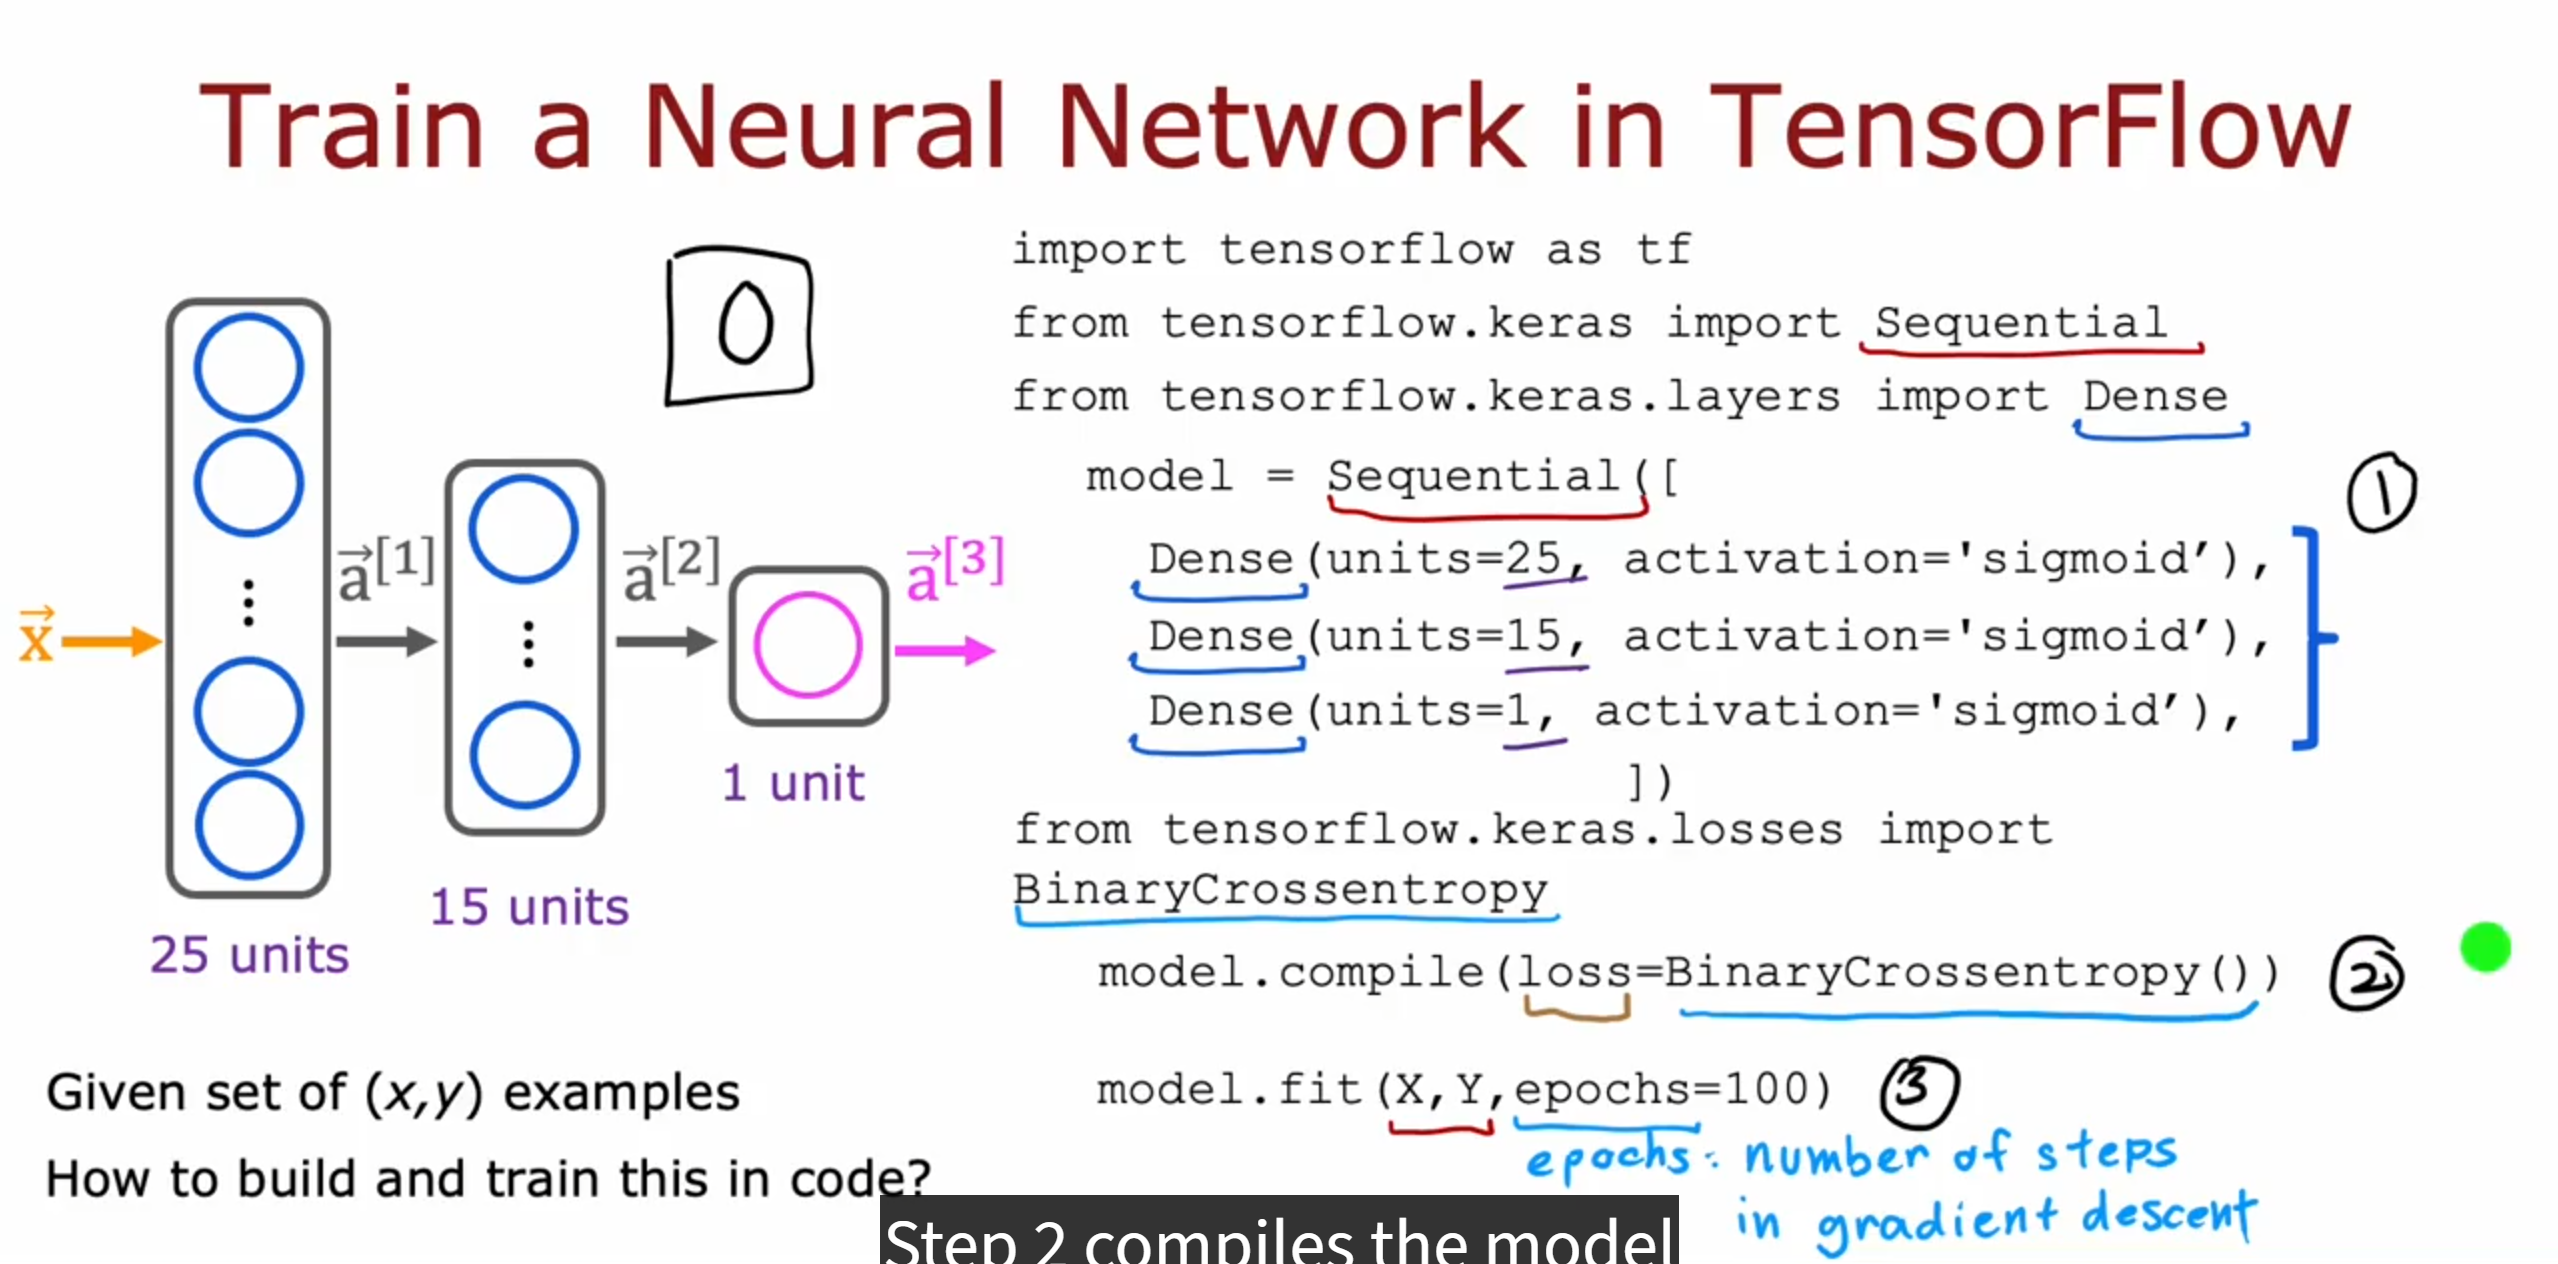 Train a Neural Network in TensorFlow
0
x⃗
a⃗[1]
a⃗[2]
a⃗[3]
25 units
15 units
1 unit
Given set of (x,y) examples
How to build and train this in code?
import tensorflow as tf
from tensorflow.keras import Sequential
from tensorflow.keras.layers import Dense
model = Sequential([
Dense(units=25, activation='sigmoid’),
Dense(units=15, activation='sigmoid’),
Dense(units=1, activation='sigmoid’),
])
1
from tensorflow.keras.losses import
BinaryCrossentropy
model.compile(loss=BinaryCrossentropy()) 2
model.fit(X,Y,epochs=100) 3
epochs: number of steps
in gradient descent
Step 2 compiles the model